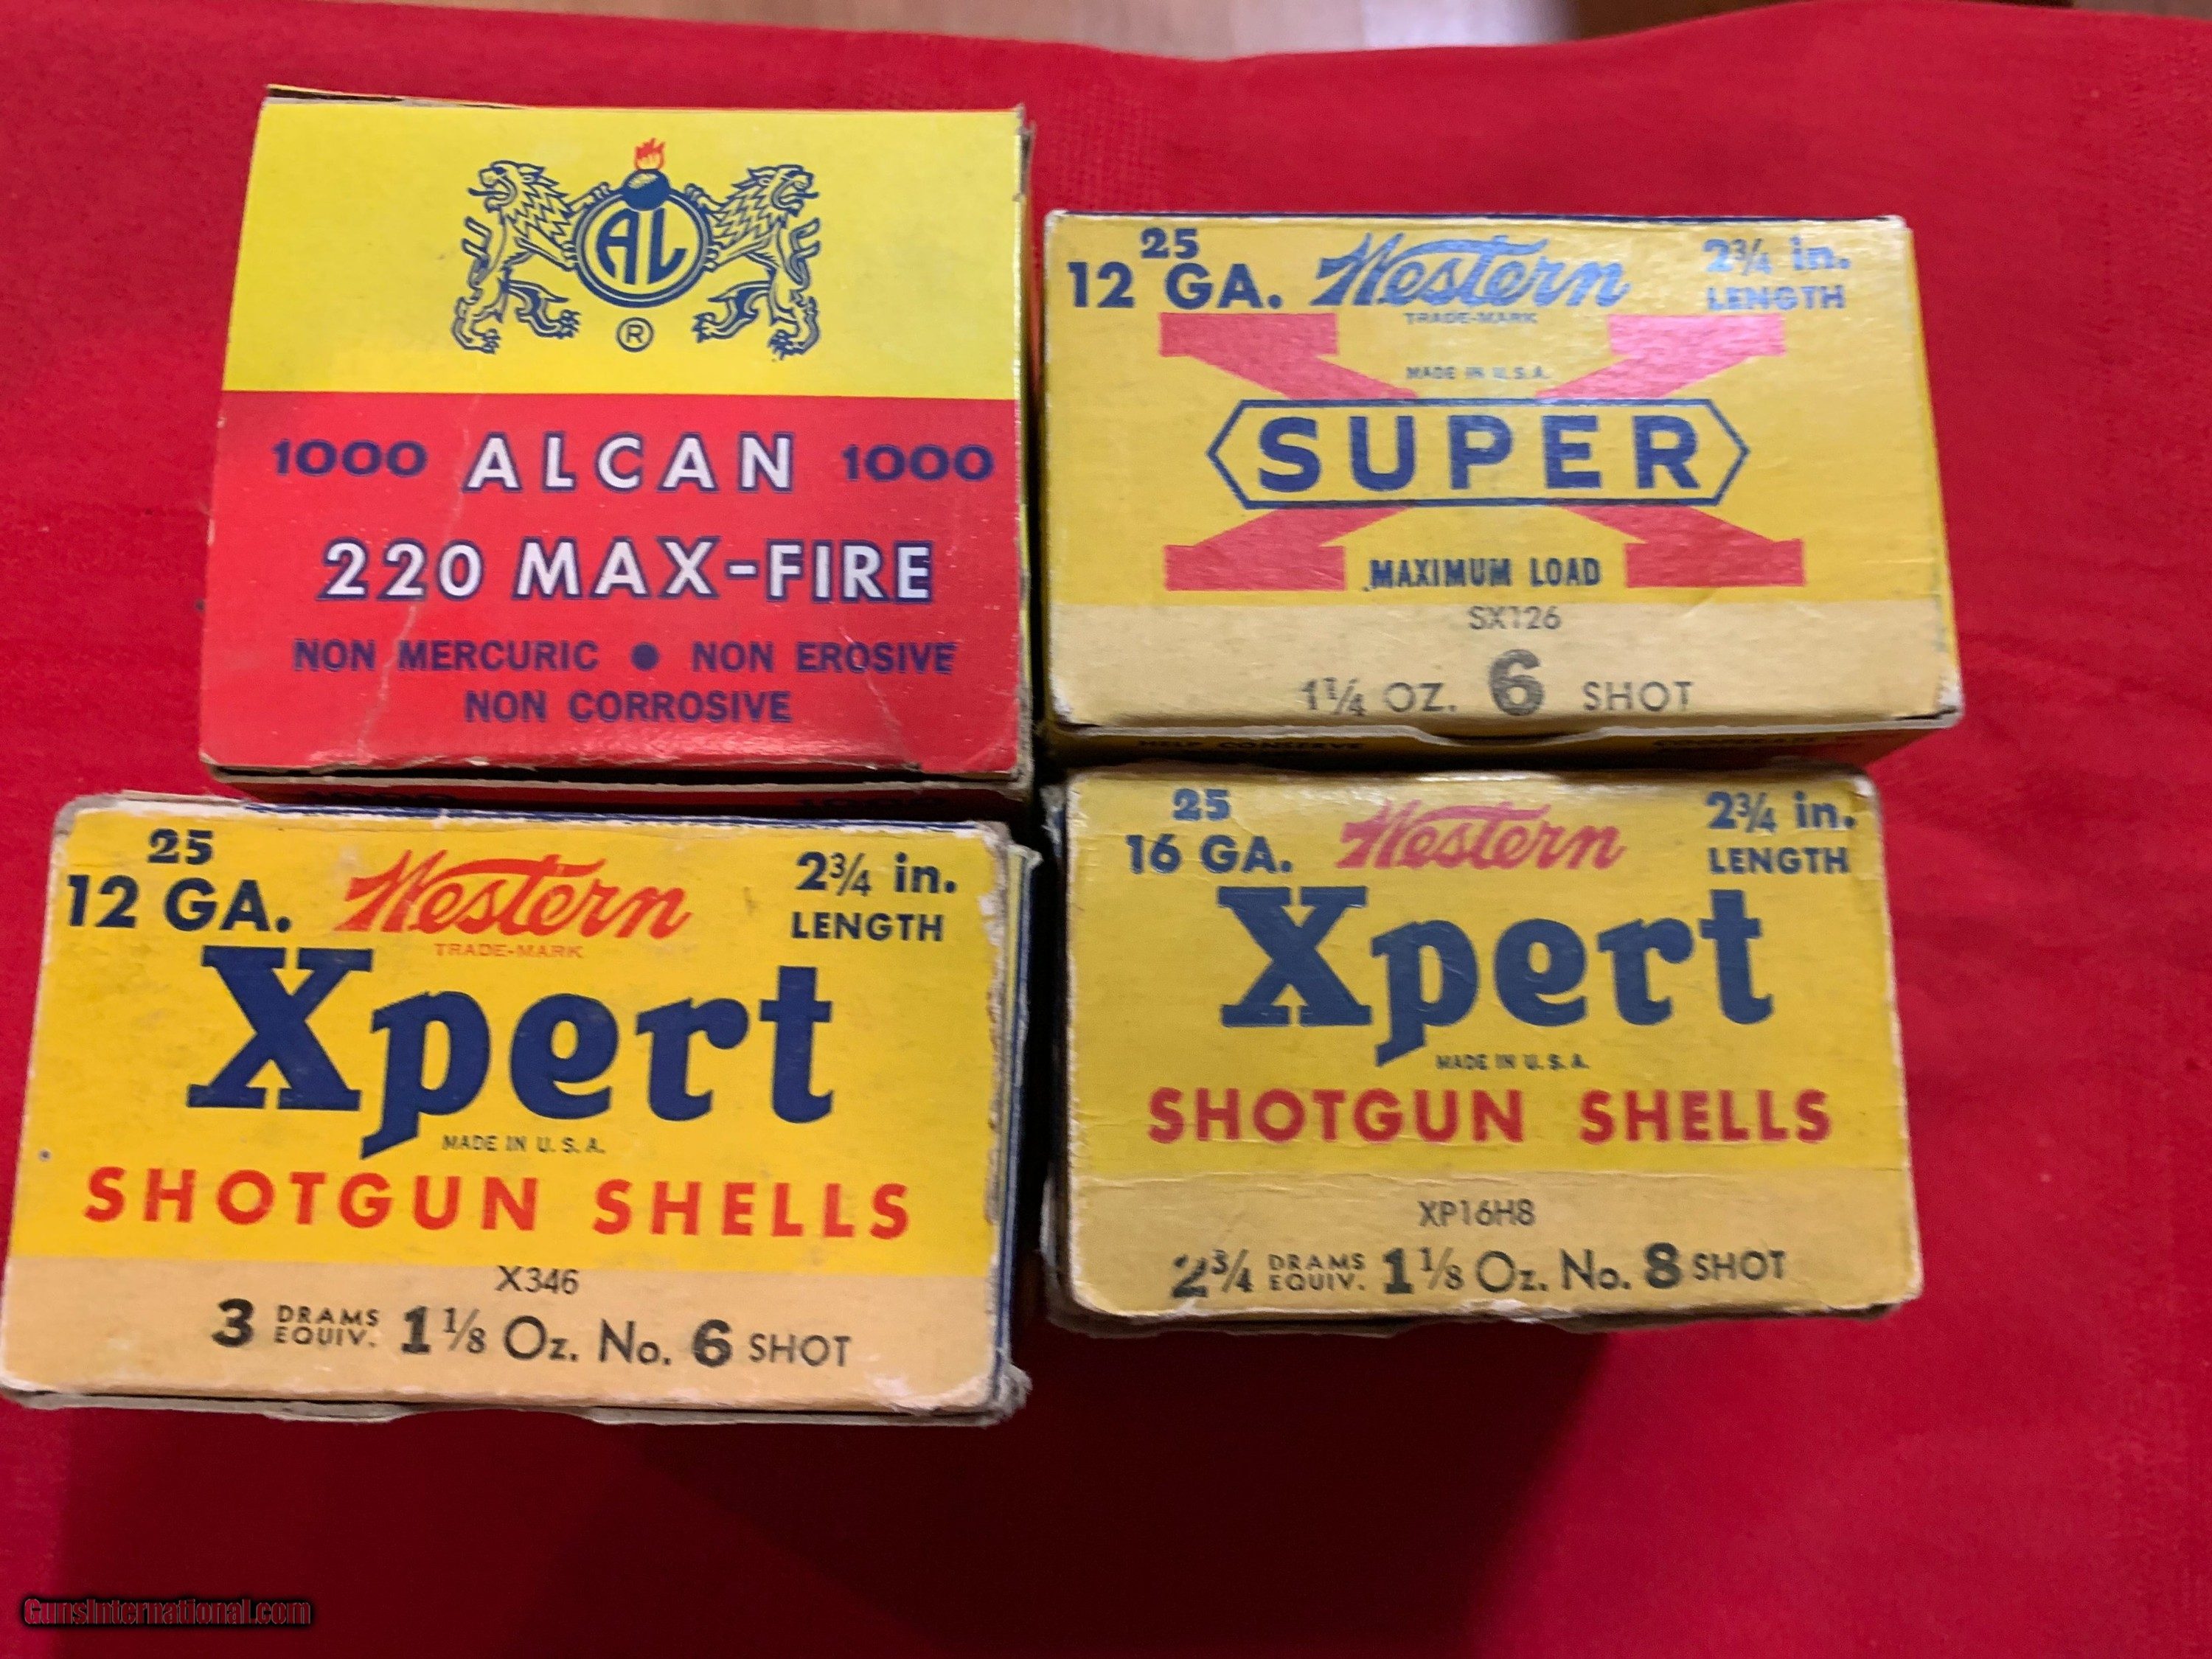 AL
®
1000 ALCAN 1000
220 MAX-FIRE
NON MERCURIC ● NON EROSIVE
NON CORROSIVE
25
12 GA. Western 2¾ in.
TRADE-MARK LENGTH
MADE IN U.S.A.
X
SUPER
MAXIMUM LOAD
SX126
1¼ OZ. 6 SHOT
HELP CONSERVE
25
12 GA. Western 2¾ in.
TRADE-MARK LENGTH
Xpert
MADE IN U.S.A.
SHOTGUN SHELLS
X346
3 DRAMS EQUIV. 1⅛ Oz. No. 6 SHOT
25
16 GA. Western 2¾ in.
LENGTH
Xpert
MADE IN U.S.A.
SHOTGUN SHELLS
XP16H8
2¾ DRAMS EQUIV. 1⅛ Oz. No. 8 SHOT
GunsInternational.com